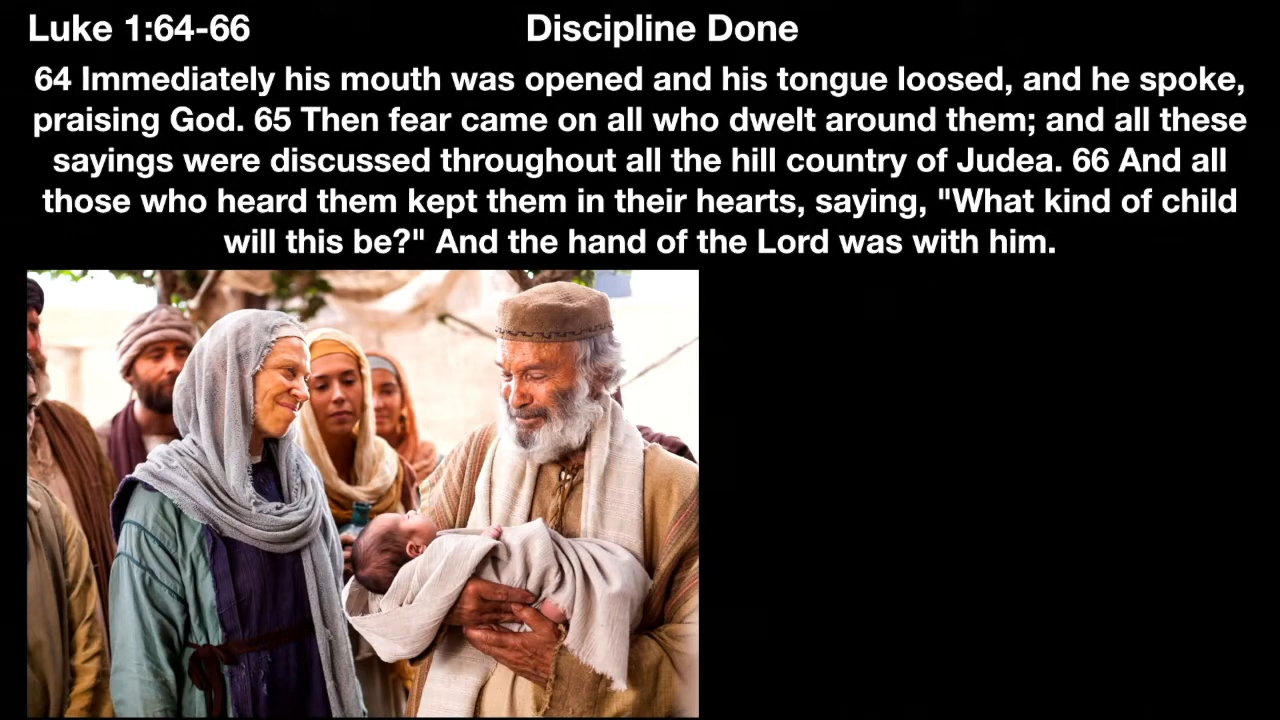 Luke 1:64-66
Discipline Done
64 Immediately his mouth was opened and his tongue loosed, and he spoke,
praising God. 65 Then fear came on all who dwelt around them; and all these
sayings were discussed throughout all the hill country of Judea. 66 And all
those who heard them kept them in their hearts, saying, "What kind of child
will this be?" And the hand of the Lord was with him.